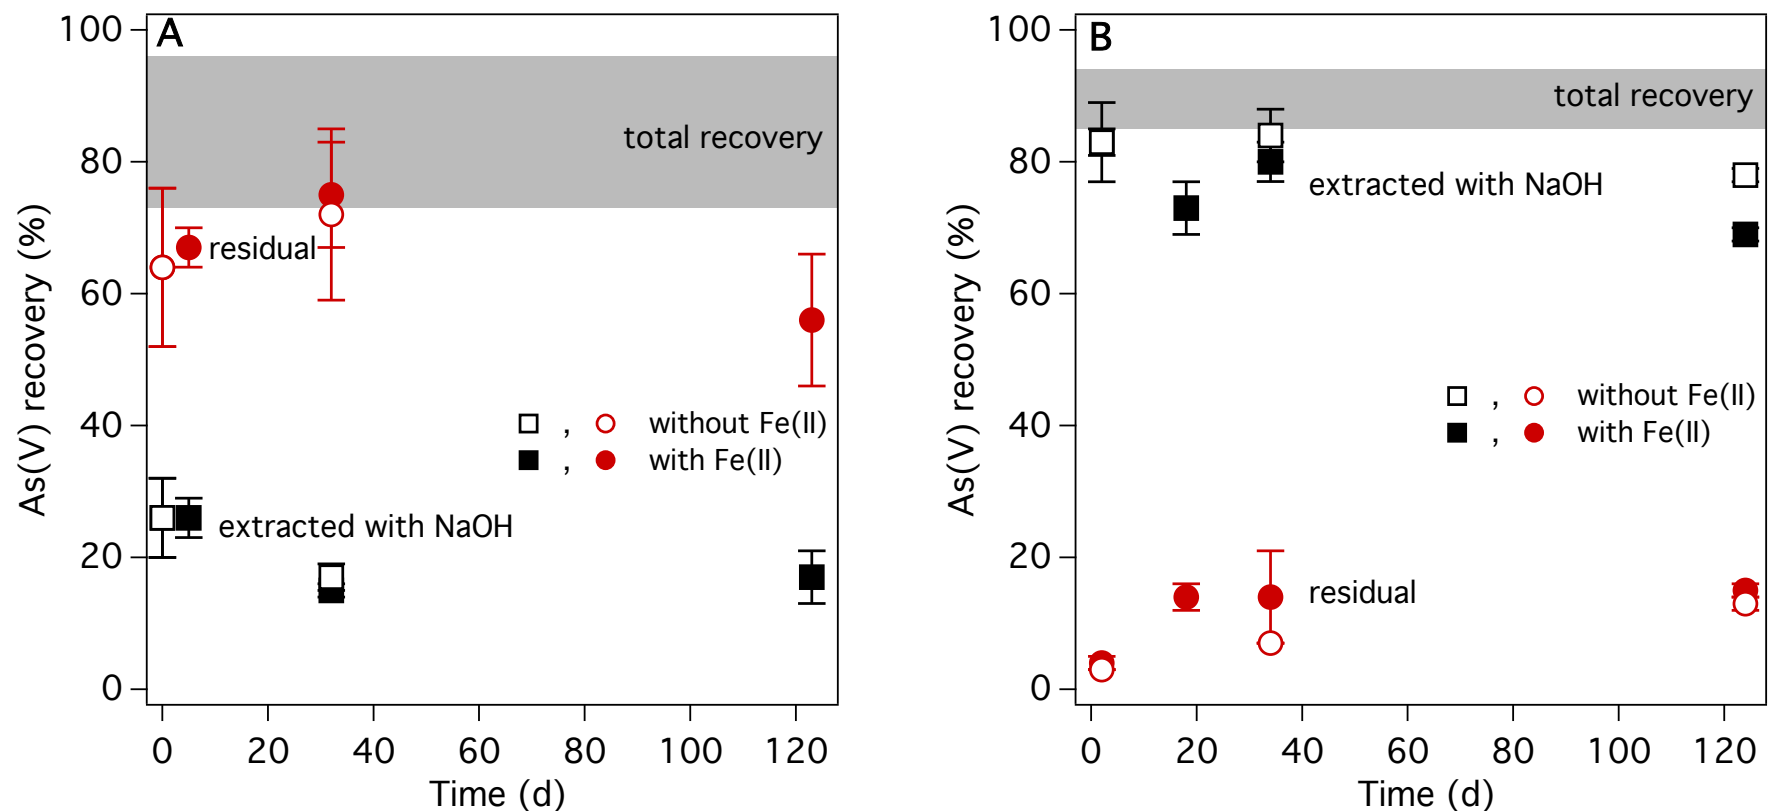 A
100
80
60
40
20
0
As(V) recovery (%)
total recovery
residual
extracted with NaOH
, without Fe(II)
, with Fe(II)
0 20 40 60 80 100 120
Time (d)
B
100
80
60
40
20
0
As(V) recovery (%)
total recovery
extracted with NaOH
, without Fe(II)
, with Fe(II)
residual
0 20 40 60 80 100 120
Time (d)